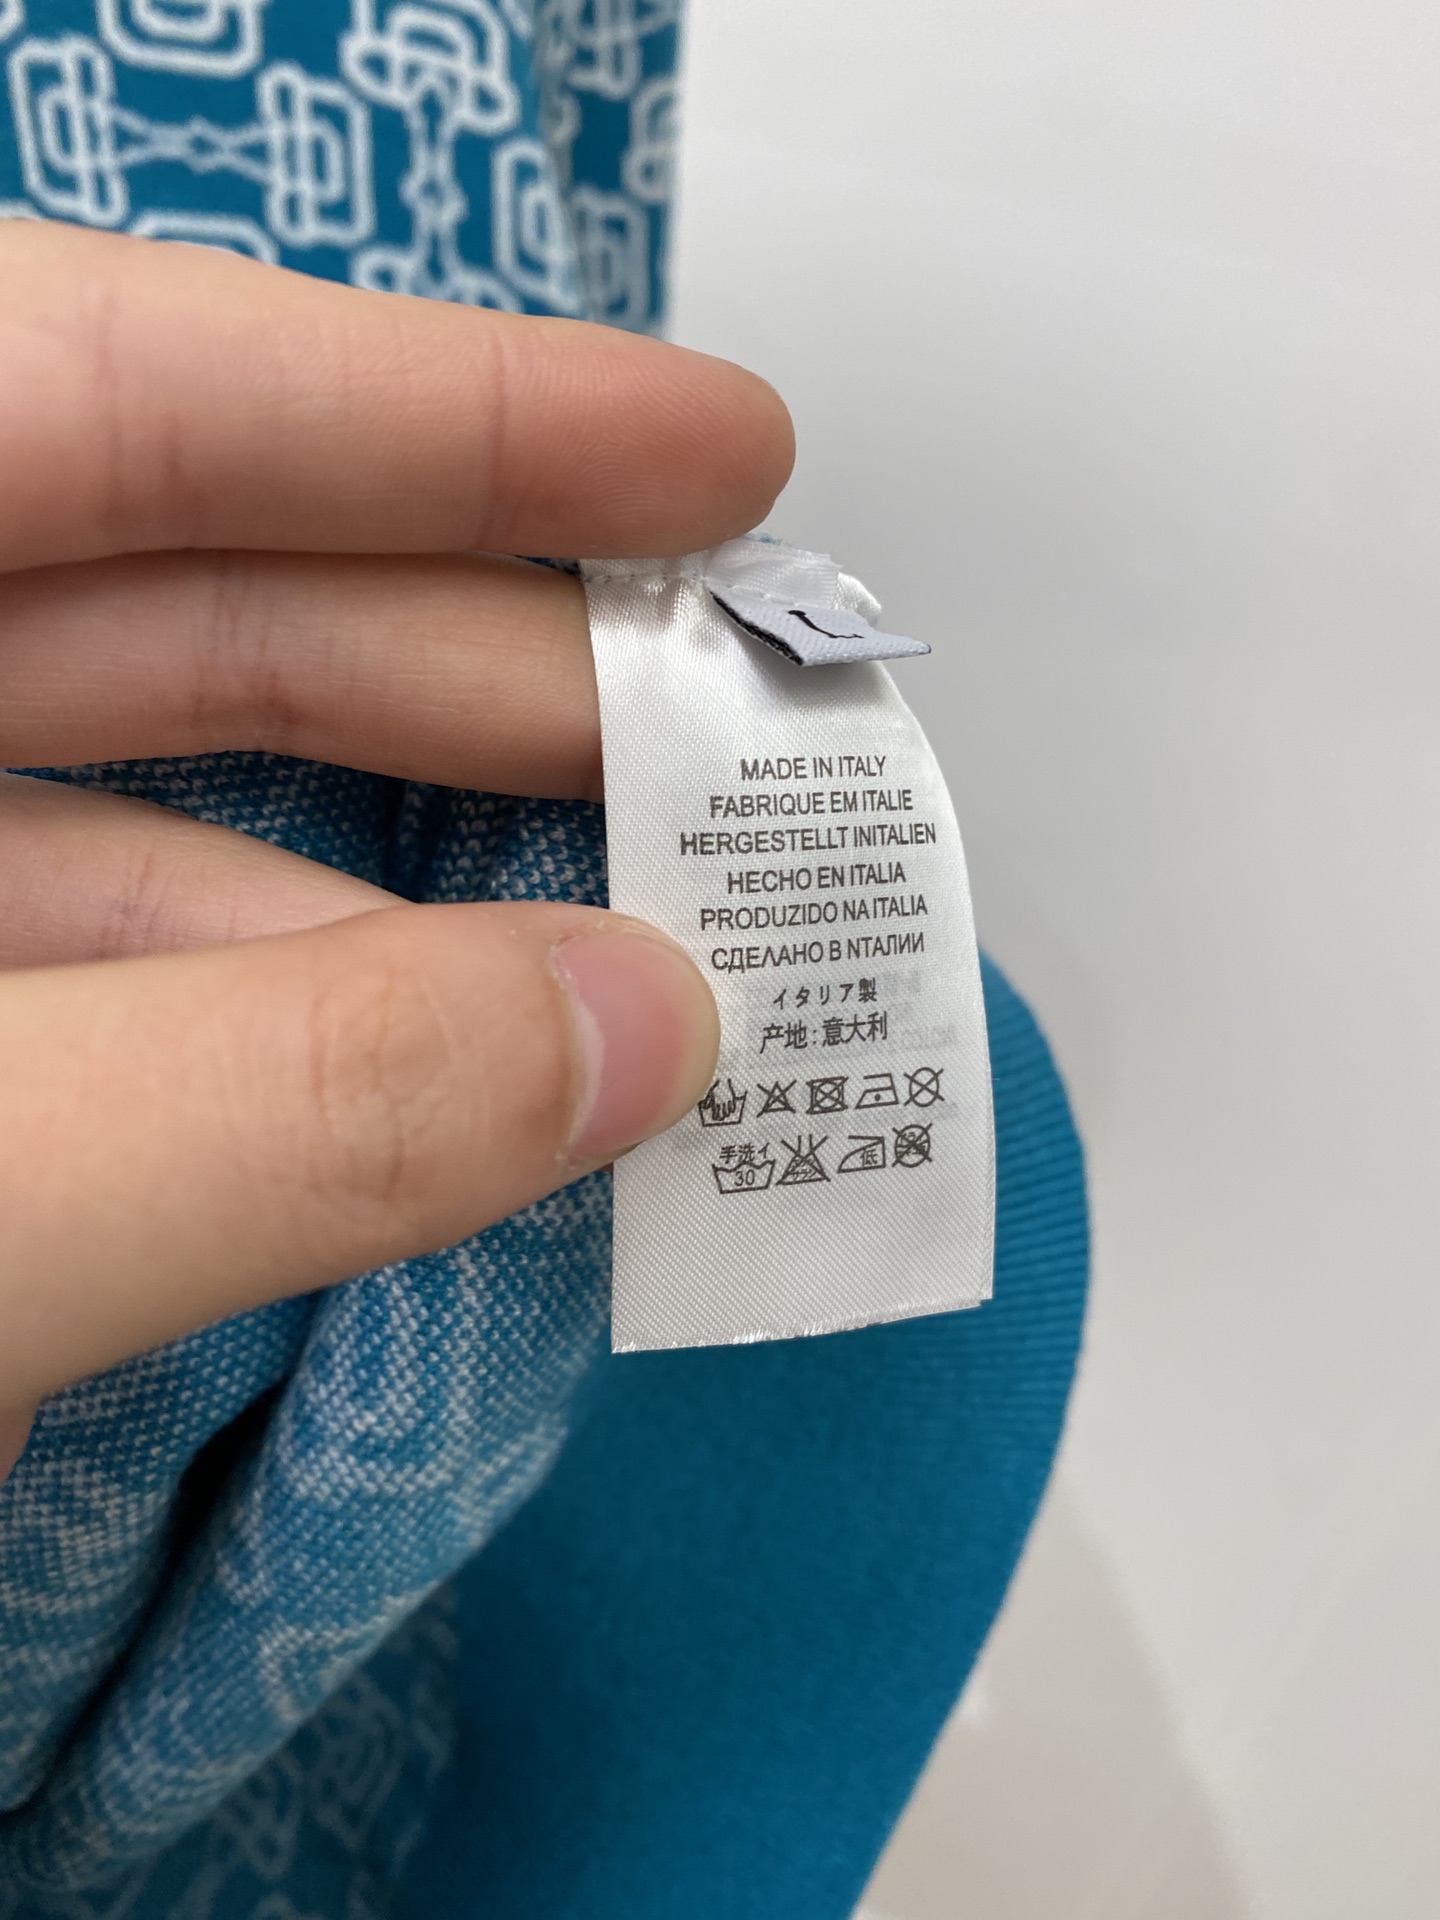 L
MADE IN ITALY
FABRIQUE EM ITALIE
HERGESTELLT INITALIEN
HECHO EN ITALIA
PRODUZIDO NA ITALIA
СДЕЛАНО В NТАЛИИ
イタリア製
产地:意大利
手洗イ
30
低